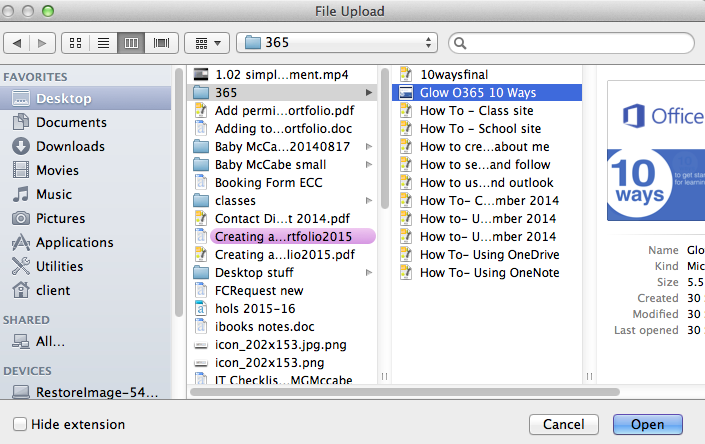 File Upload
365
FAVORITES
Desktop
Documents
Downloads
Movies
Music
Pictures
Applications
Utilities
client
SHARED
All...
DEVICES
RestoreImage-54...
1.02 simpl...ment.mp4
365
Add permi...ortfolio.pdf
Adding to...ortfolio.doc
Baby McCa...20140817
Baby McCabe small
Booking Form ECC
classes
Contact Di...t 2014.pdf
Creating a...rtfolio2015
Creating a...lio2015.pdf
Desktop stuff
FCRequest new
hols 2015-16
ibooks notes.doc
icon_202x153.jpg.png
icon_202x153.png
IT Checklis...MGMccabe
10waysfinal
Glow O365 10 Ways
How To - Class site
How To - School site
How to cre...about me
How to se...and follow
How to us...nd outlook
How To- C...mber 2014
How to- U...mber 2014
How To- U...mber 2014
How To- Using OneDrive
How To- Using OneNote
Office
10
ways
to get star
for learnin
Name Glo
Kind Mic
Size 5.5
Created 30
Modified 30
Last opened 30
Hide extension
Cancel
Open